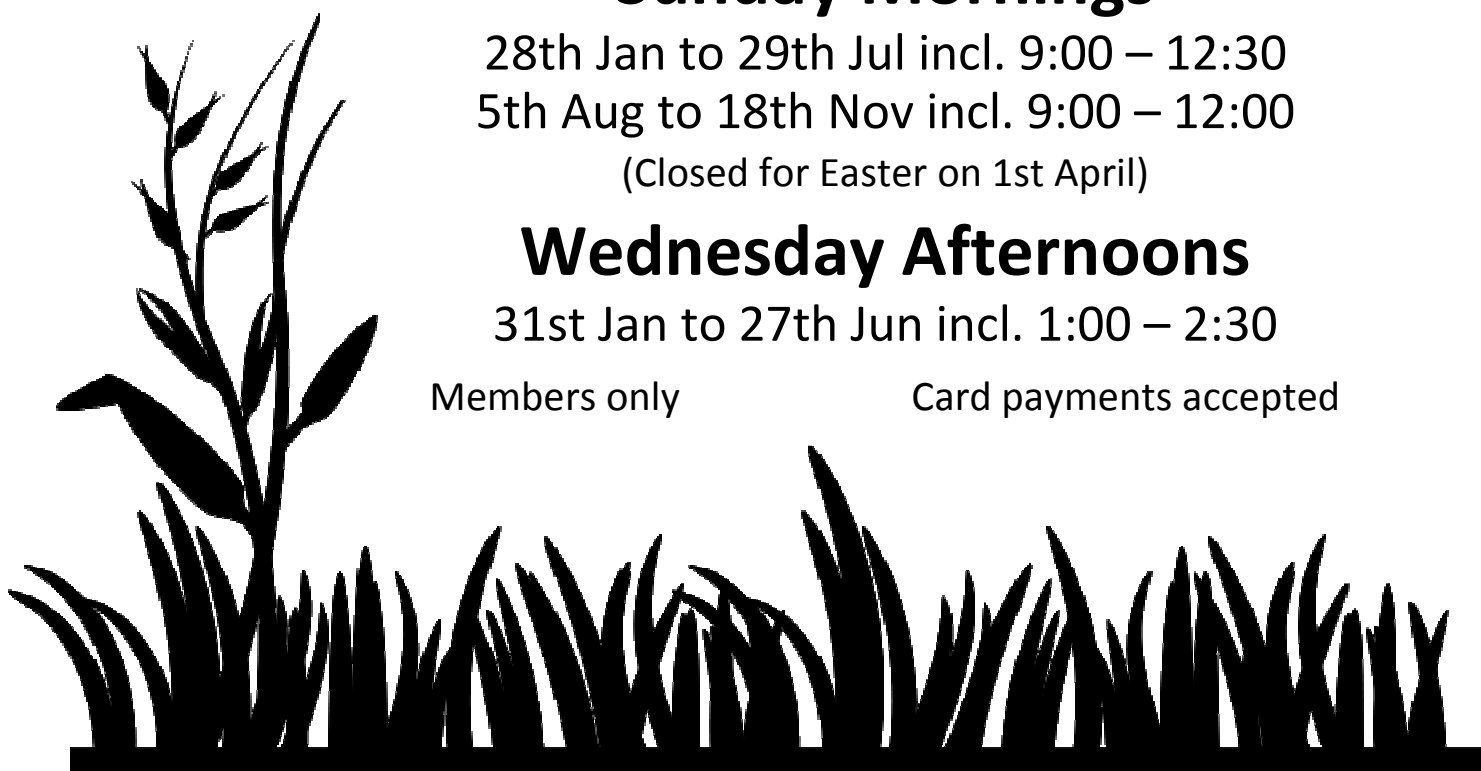 Sunday Mornings
28th Jan to 29th Jul incl. 9:00 – 12:30
5th Aug to 18th Nov incl. 9:00 – 12:00
(Closed for Easter on 1st April)
Wednesday Afternoons
31st Jan to 27th Jun incl. 1:00 – 2:30
Members only Card payments accepted